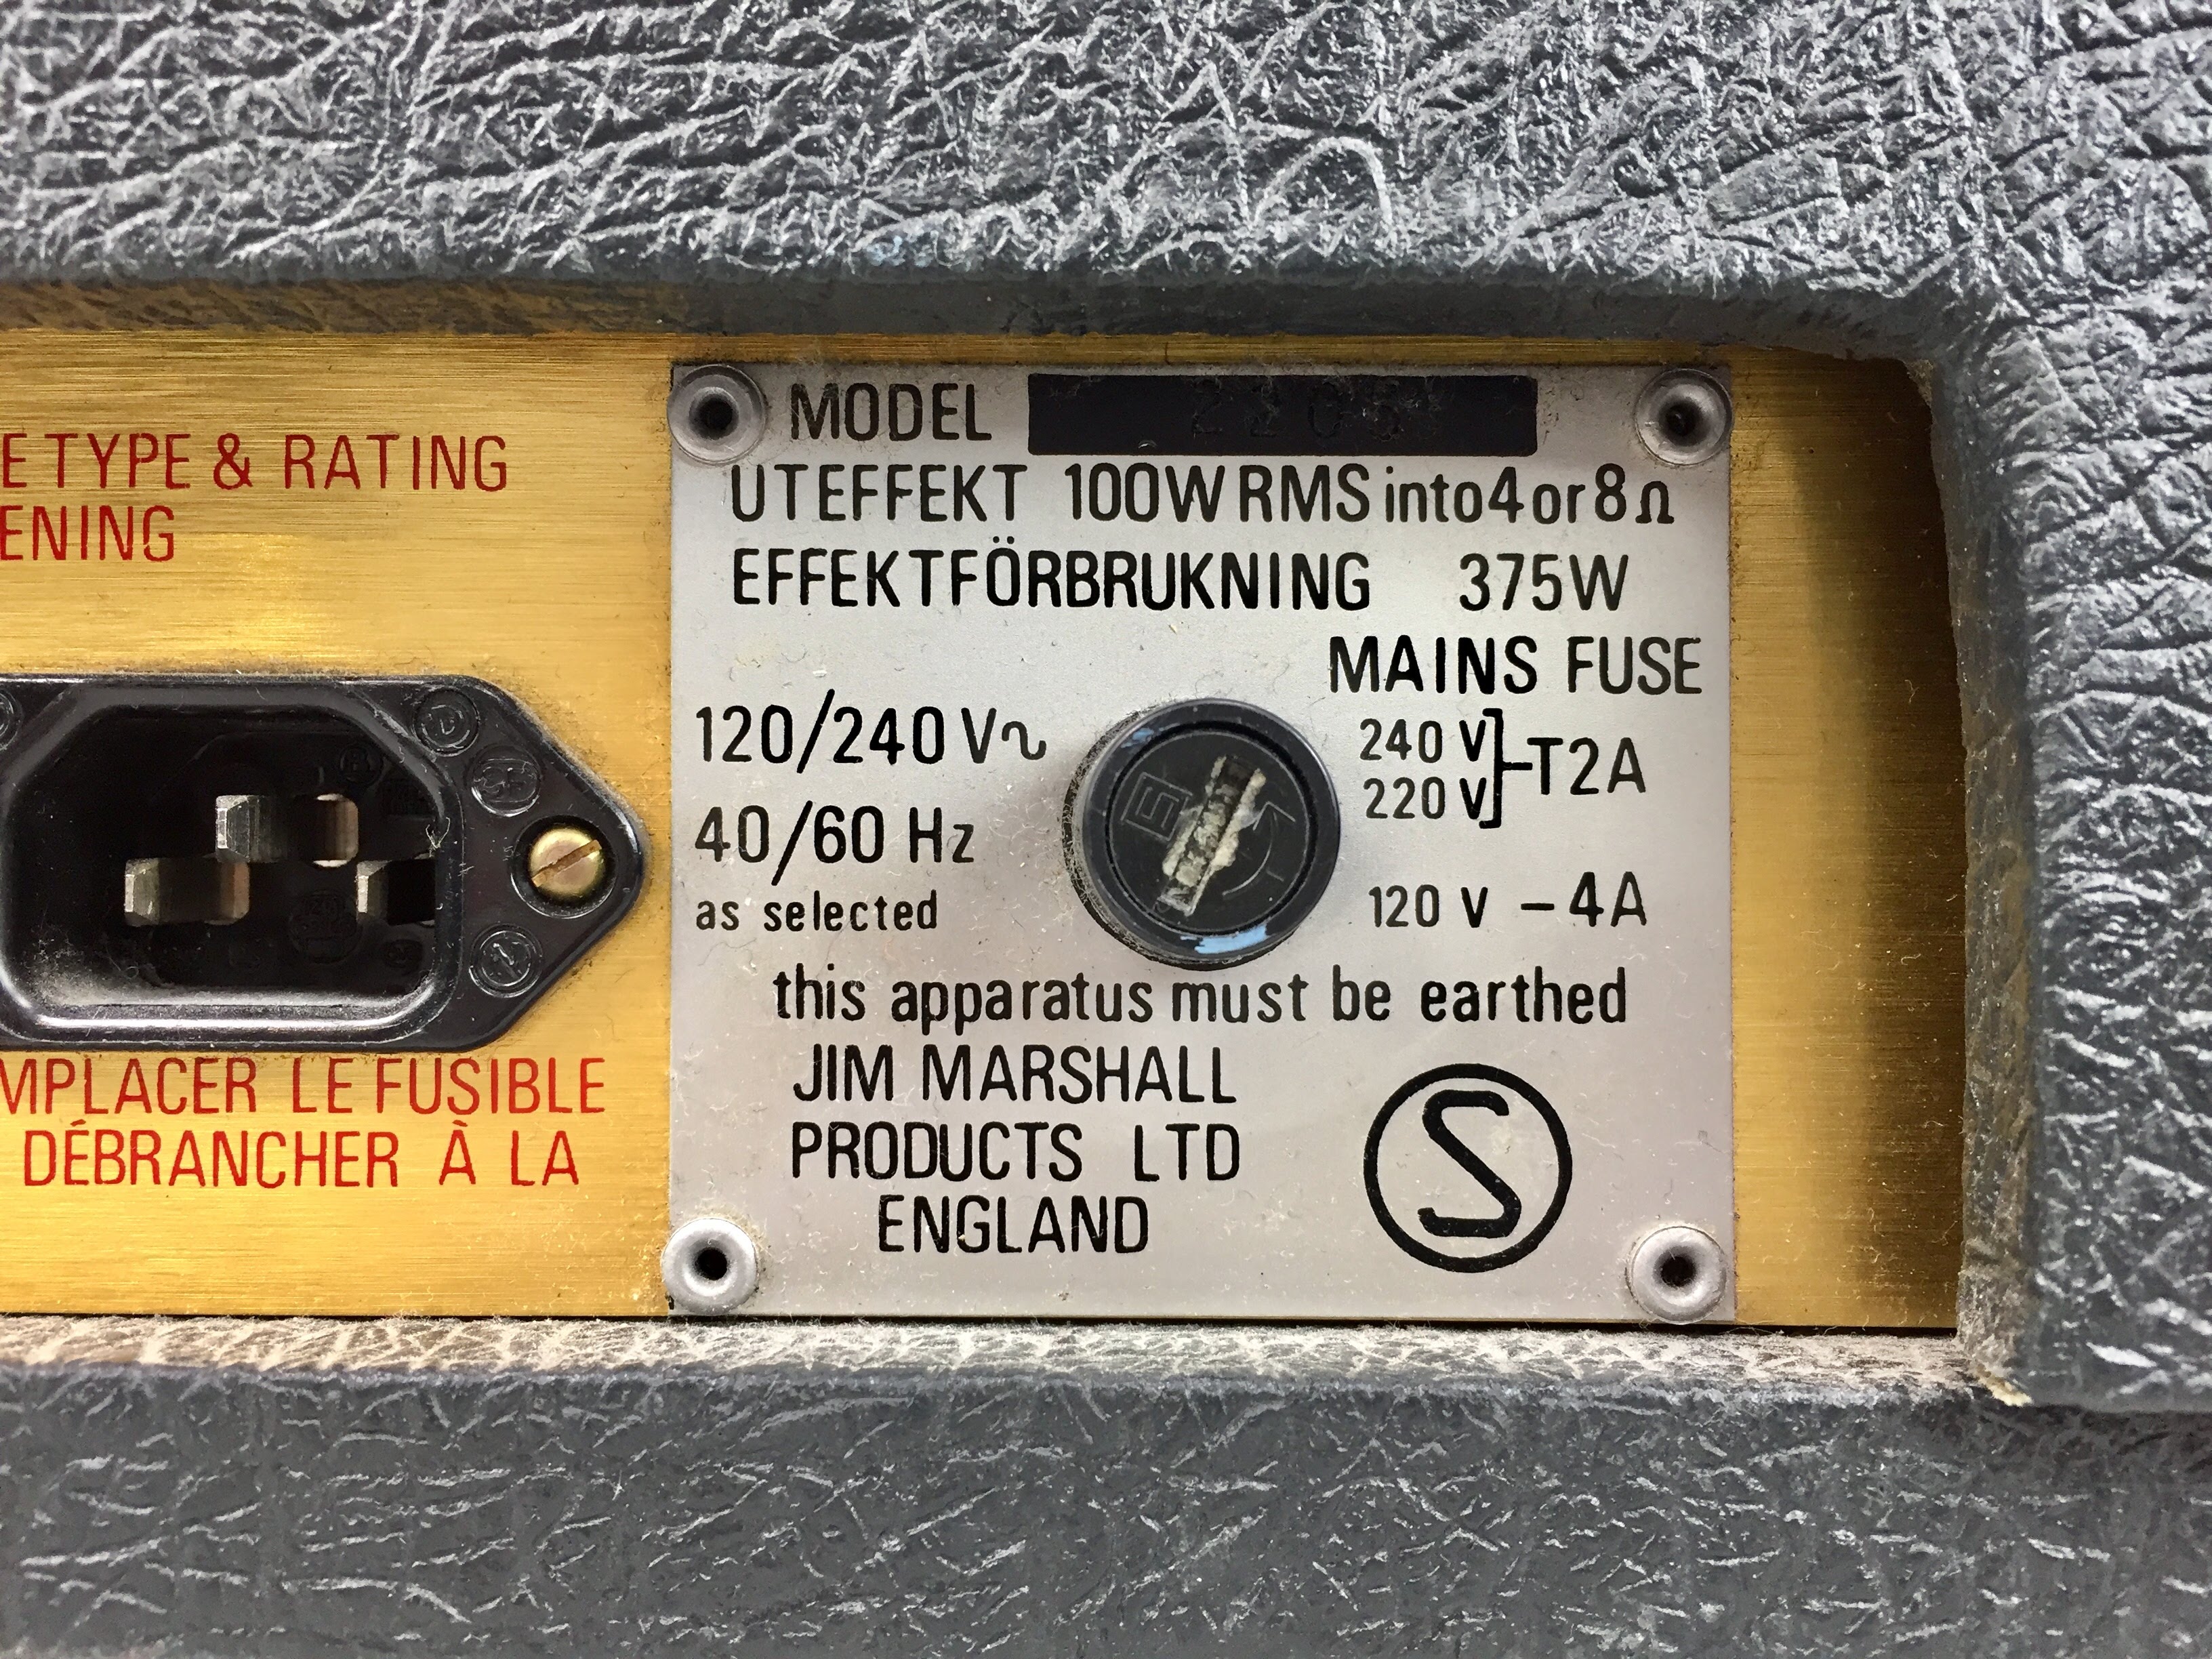 E TYPE & RATING
ENING
MPLACER LE FUSIBLE
DÉBRANCHER À LA
MODEL
UTEFFEKT 100W RMS into 4 or 8Ω
EFFEKTFÖRBRUKNING 375W
MAINS FUSE
120/240 V∿
240 V
220 V
T2A
40/60 Hz
as selected
120 V – 4A
this apparatus must be earthed
JIM MARSHALL
PRODUCTS LTD
ENGLAND
S